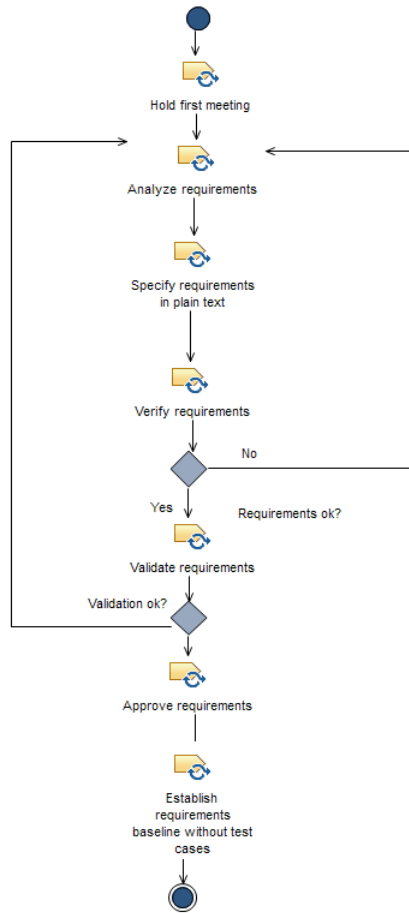 Hold first meeting
Analyze requirements
Specify requirements
in plain text
Verify requirements
No
Yes
Requirements ok?
Validate requirements
Validation ok?
Approve requirements
Establish
requirements
baseline without test
cases